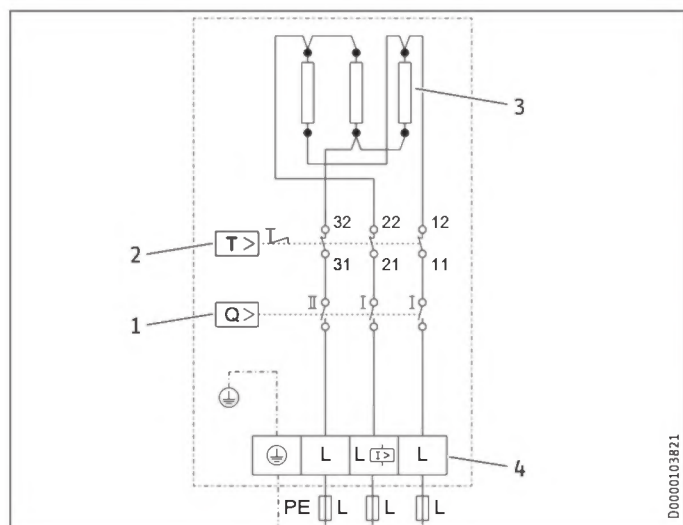 3
32 22 12
2 T>
31 21 11
II I I
1 Q>
L L I> L
4
PE L L L
D0000103821